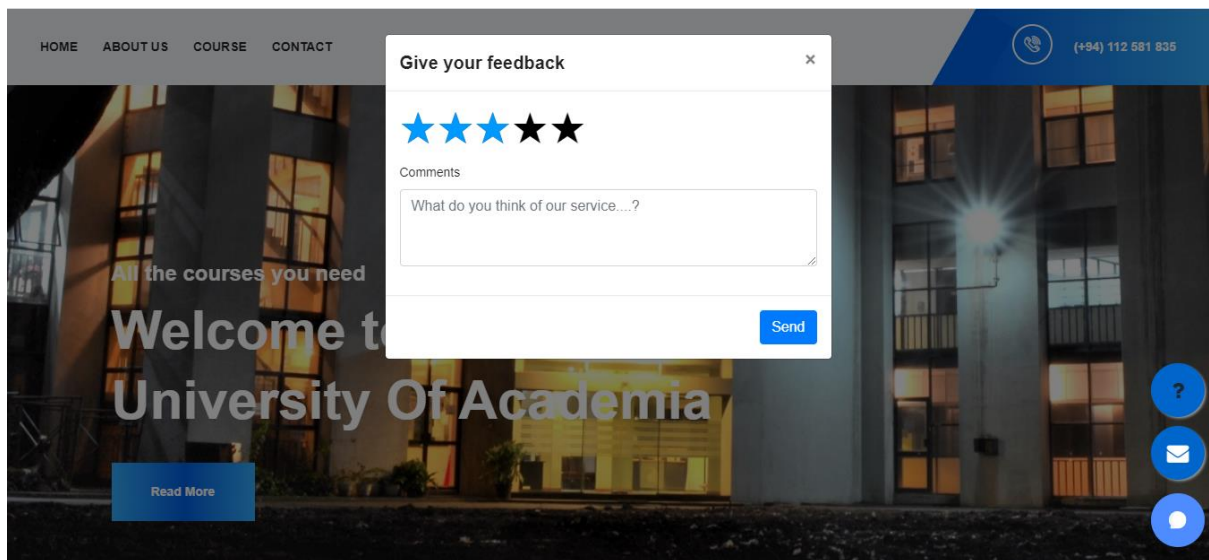 HOME ABOUT US COURSE CONTACT
(+94) 112 581 835
Give your feedback ×
Comments
What do you think of our service....?
Send
All the courses you need
Welcome to
University Of Academia
Read More
?